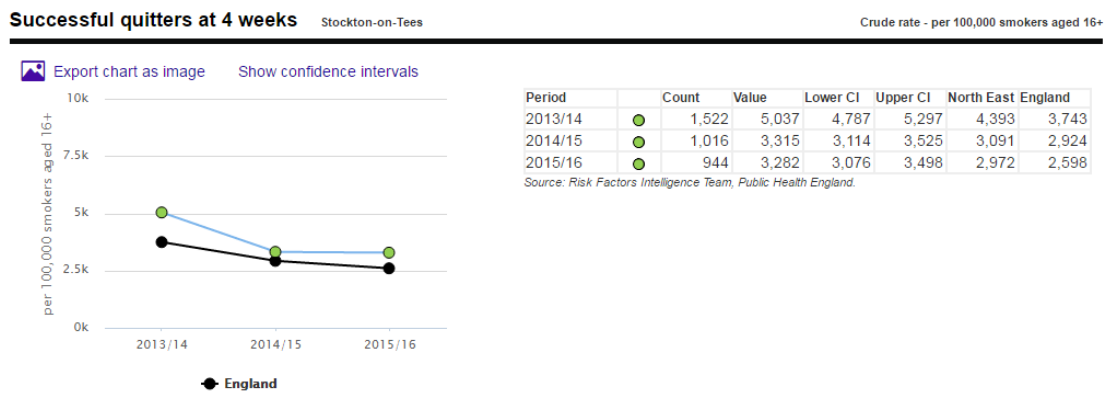 Successful quitters at 4 weeks Stockton-on-Tees Crude rate - per 100,000 smokers aged 16+
Export chart as image Show confidence intervals
per 100,000 smokers aged 16+
10k
7.5k
5k
2.5k
0k
2013/14 2014/15 2015/16
England
Period Count Value Lower CI Upper CI North East England
2013/14 1,522 5,037 4,787 5,297 4,393 3,743
2014/15 1,016 3,315 3,114 3,525 3,091 2,924
2015/16 944 3,282 3,076 3,498 2,972 2,598
Source: Risk Factors Intelligence Team, Public Health England.